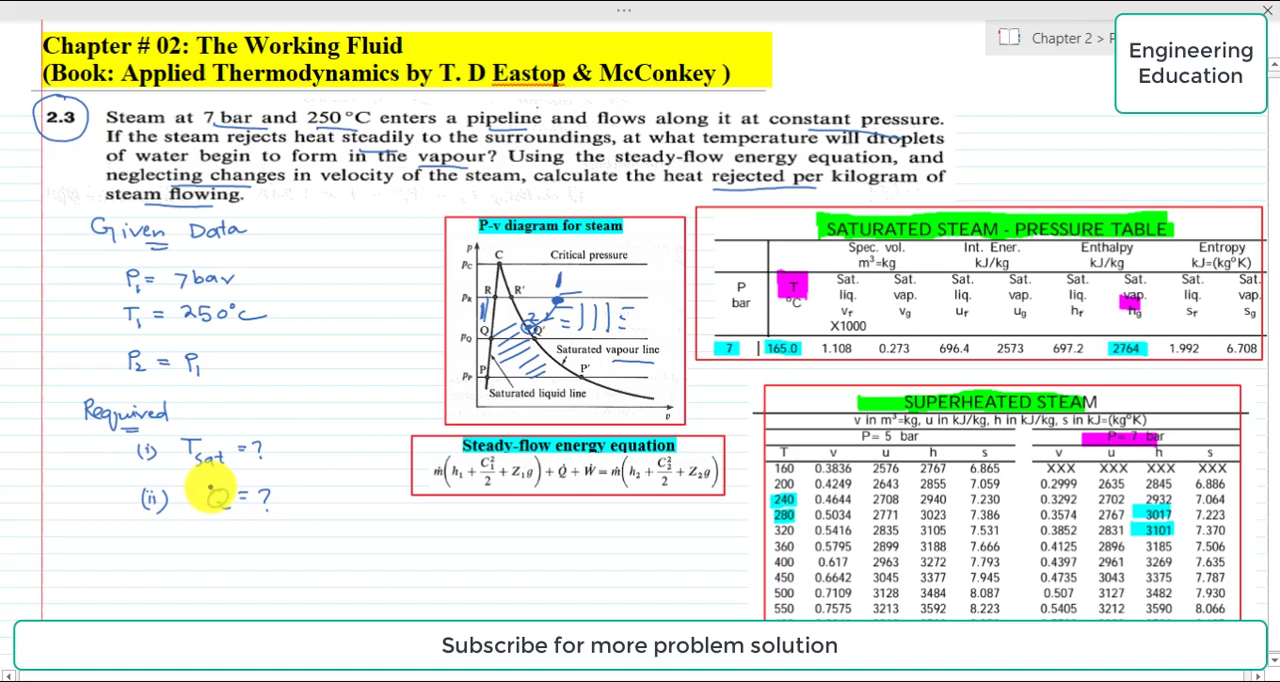 Chapter # 02: The Working Fluid
(Book: Applied Thermodynamics by T. D Eastop & McConkey )
Chapter 2 > P
Engineering
Education
2.3 Steam at 7 bar and 250 °C enters a pipeline and flows along it at constant pressure.
If the steam rejects heat steadily to the surroundings, at what temperature will droplets
of water begin to form in the vapour? Using the steady-flow energy equation, and
neglecting changes in velocity of the steam, calculate the heat rejected per kilogram of
steam flowing.
Given Data
P₁ = 7 bar
T₁ = 250°C
P₂ = P₁
Required
(i) Tsat = ?
(ii) Q = ?
P-v diagram for steam
p
C
Critical pressure
pC
pR
R
R'
1
2
pQ
Q
Q'
Saturated vapour line
pP
P
P'
Saturated liquid line
v
Steady-flow energy equation
ṁ(h₁ + C₁²/2 + Z₁g) + Q̇ + Ẇ = ṁ(h₂ + C₂²/2 + Z₂g)
SATURATED STEAM - PRESSURE TABLE
Spec. vol. Int. Ener. Enthalpy Entropy
m³=kg kJ/kg kJ/kg kJ=(kg°K)
P T Sat. Sat. Sat. Sat. Sat. Sat. Sat. Sat.
bar °C liq. vap. liq. vap. liq. vap. liq. vap.
vf vg uf ug hf hg sf sg
X1000
7 165.0 1.108 0.273 696.4 2573 697.2 2764 1.992 6.708
SUPERHEATED STEAM
v in m³=kg, u in kJ/kg, h in kJ/kg, s in kJ=(kg°K)
P= 5 bar P= 7 bar
T v u h s v u h s
160 0.3836 2576 2767 6.865 XXX XXX XXX XXX
200 0.4249 2643 2855 7.059 0.2999 2635 2845 6.886
240 0.4644 2708 2940 7.230 0.3292 2702 2932 7.064
280 0.5034 2771 3023 7.386 0.3574 2767 3017 7.223
320 0.5416 2835 3105 7.531 0.3852 2831 3101 7.370
360 0.5795 2899 3188 7.666 0.4125 2896 3185 7.506
400 0.617 2963 3272 7.793 0.4397 2961 3269 7.635
450 0.6642 3045 3377 7.945 0.4735 3043 3375 7.787
500 0.7109 3128 3484 8.087 0.507 3127 3482 7.930
550 0.7575 3213 3592 8.223 0.5405 3212 3590 8.066
Subscribe for more problem solution